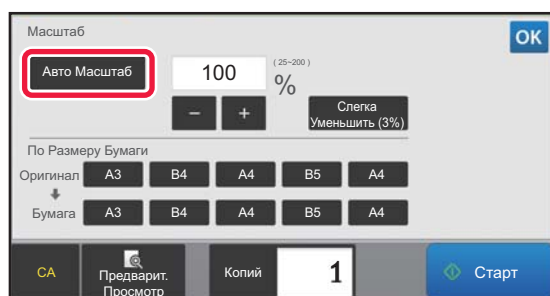 Масштаб
OK
Авто Масштаб
100
(25~200)
%
−
+
Слегка
Уменьшить (3%)
По Размеру Бумаги
Оригинал A3 B4 A4 B5 A4
Бумага A3 B4 A4 B5 A4
CA
Предварит.
Просмотр
Копий
1
Старт